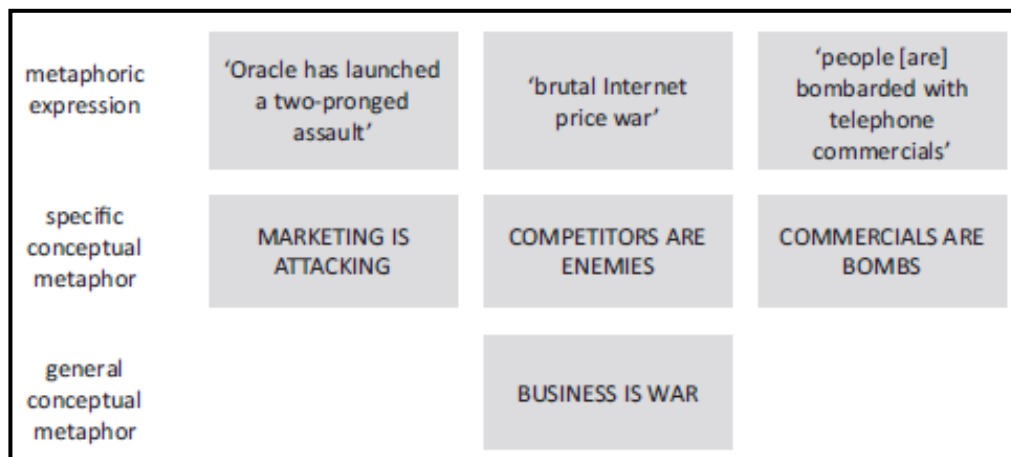 metaphoric
expression
‘Oracle has launched
a two-pronged
assault’
‘brutal Internet
price war’
‘people [are]
bombarded with
telephone
commercials’
specific
conceptual
metaphor
MARKETING IS
ATTACKING
COMPETITORS ARE
ENEMIES
COMMERCIALS ARE
BOMBS
general
conceptual
metaphor
BUSINESS IS WAR